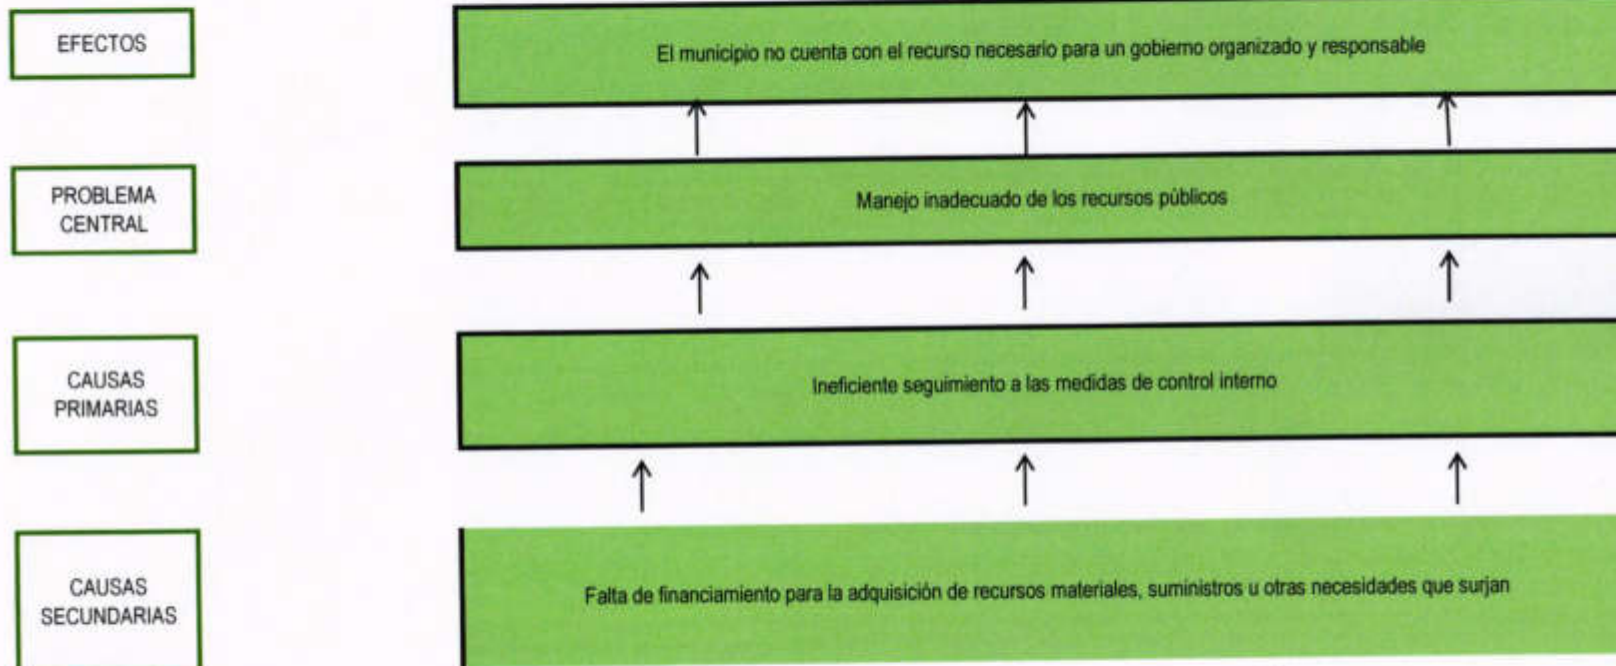 EFECTOS
El municipio no cuenta con el recurso necesario para un gobierno organizado y responsable
PROBLEMA
CENTRAL
Manejo inadecuado de los recursos públicos
CAUSAS
PRIMARIAS
Ineficiente seguimiento a las medidas de control interno
CAUSAS
SECUNDARIAS
Falta de financiamiento para la adquisición de recursos materiales, suministros u otras necesidades que surjan